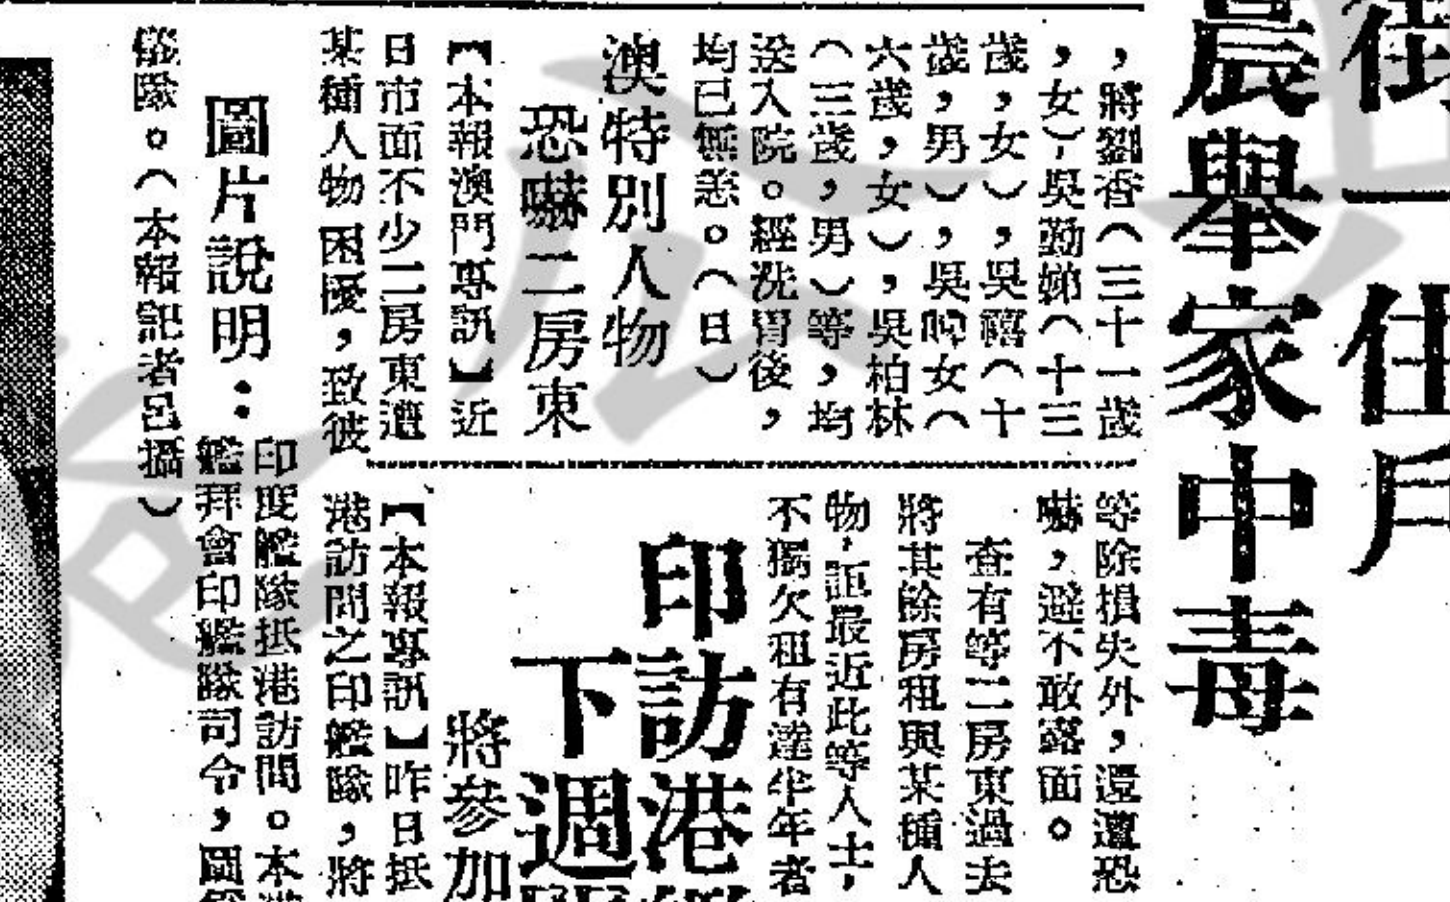 街一住戶
晨舉家中毒
，將劉香（三十一歲
，女），吳勤娣（十三
歲，女），吳禧（十
歲，男），吳 女（
六歲，女），吳柏林
（三歲，男）等，均
送入院。經洗胃後，
均已無恙。（日）
澳特別人物
恐嚇二房東
【本報澳門專訊】近
日市面不少二房東遭
某種人物困擾，致彼
等除損失外，還遭恐
嚇，避不敢露面。
查有等二房東過去
將其餘房租與某種人
物，詎最近此等人士，
不獨欠租有達半年者
印訪港
下週
將參加
【本報專訊】昨日抵
港訪問之印艦隊，將
圖片說明：
印度艦隊抵港訪問。本港
艦拜會印艦隊司令，圖
隊。（本報記者呂攝）